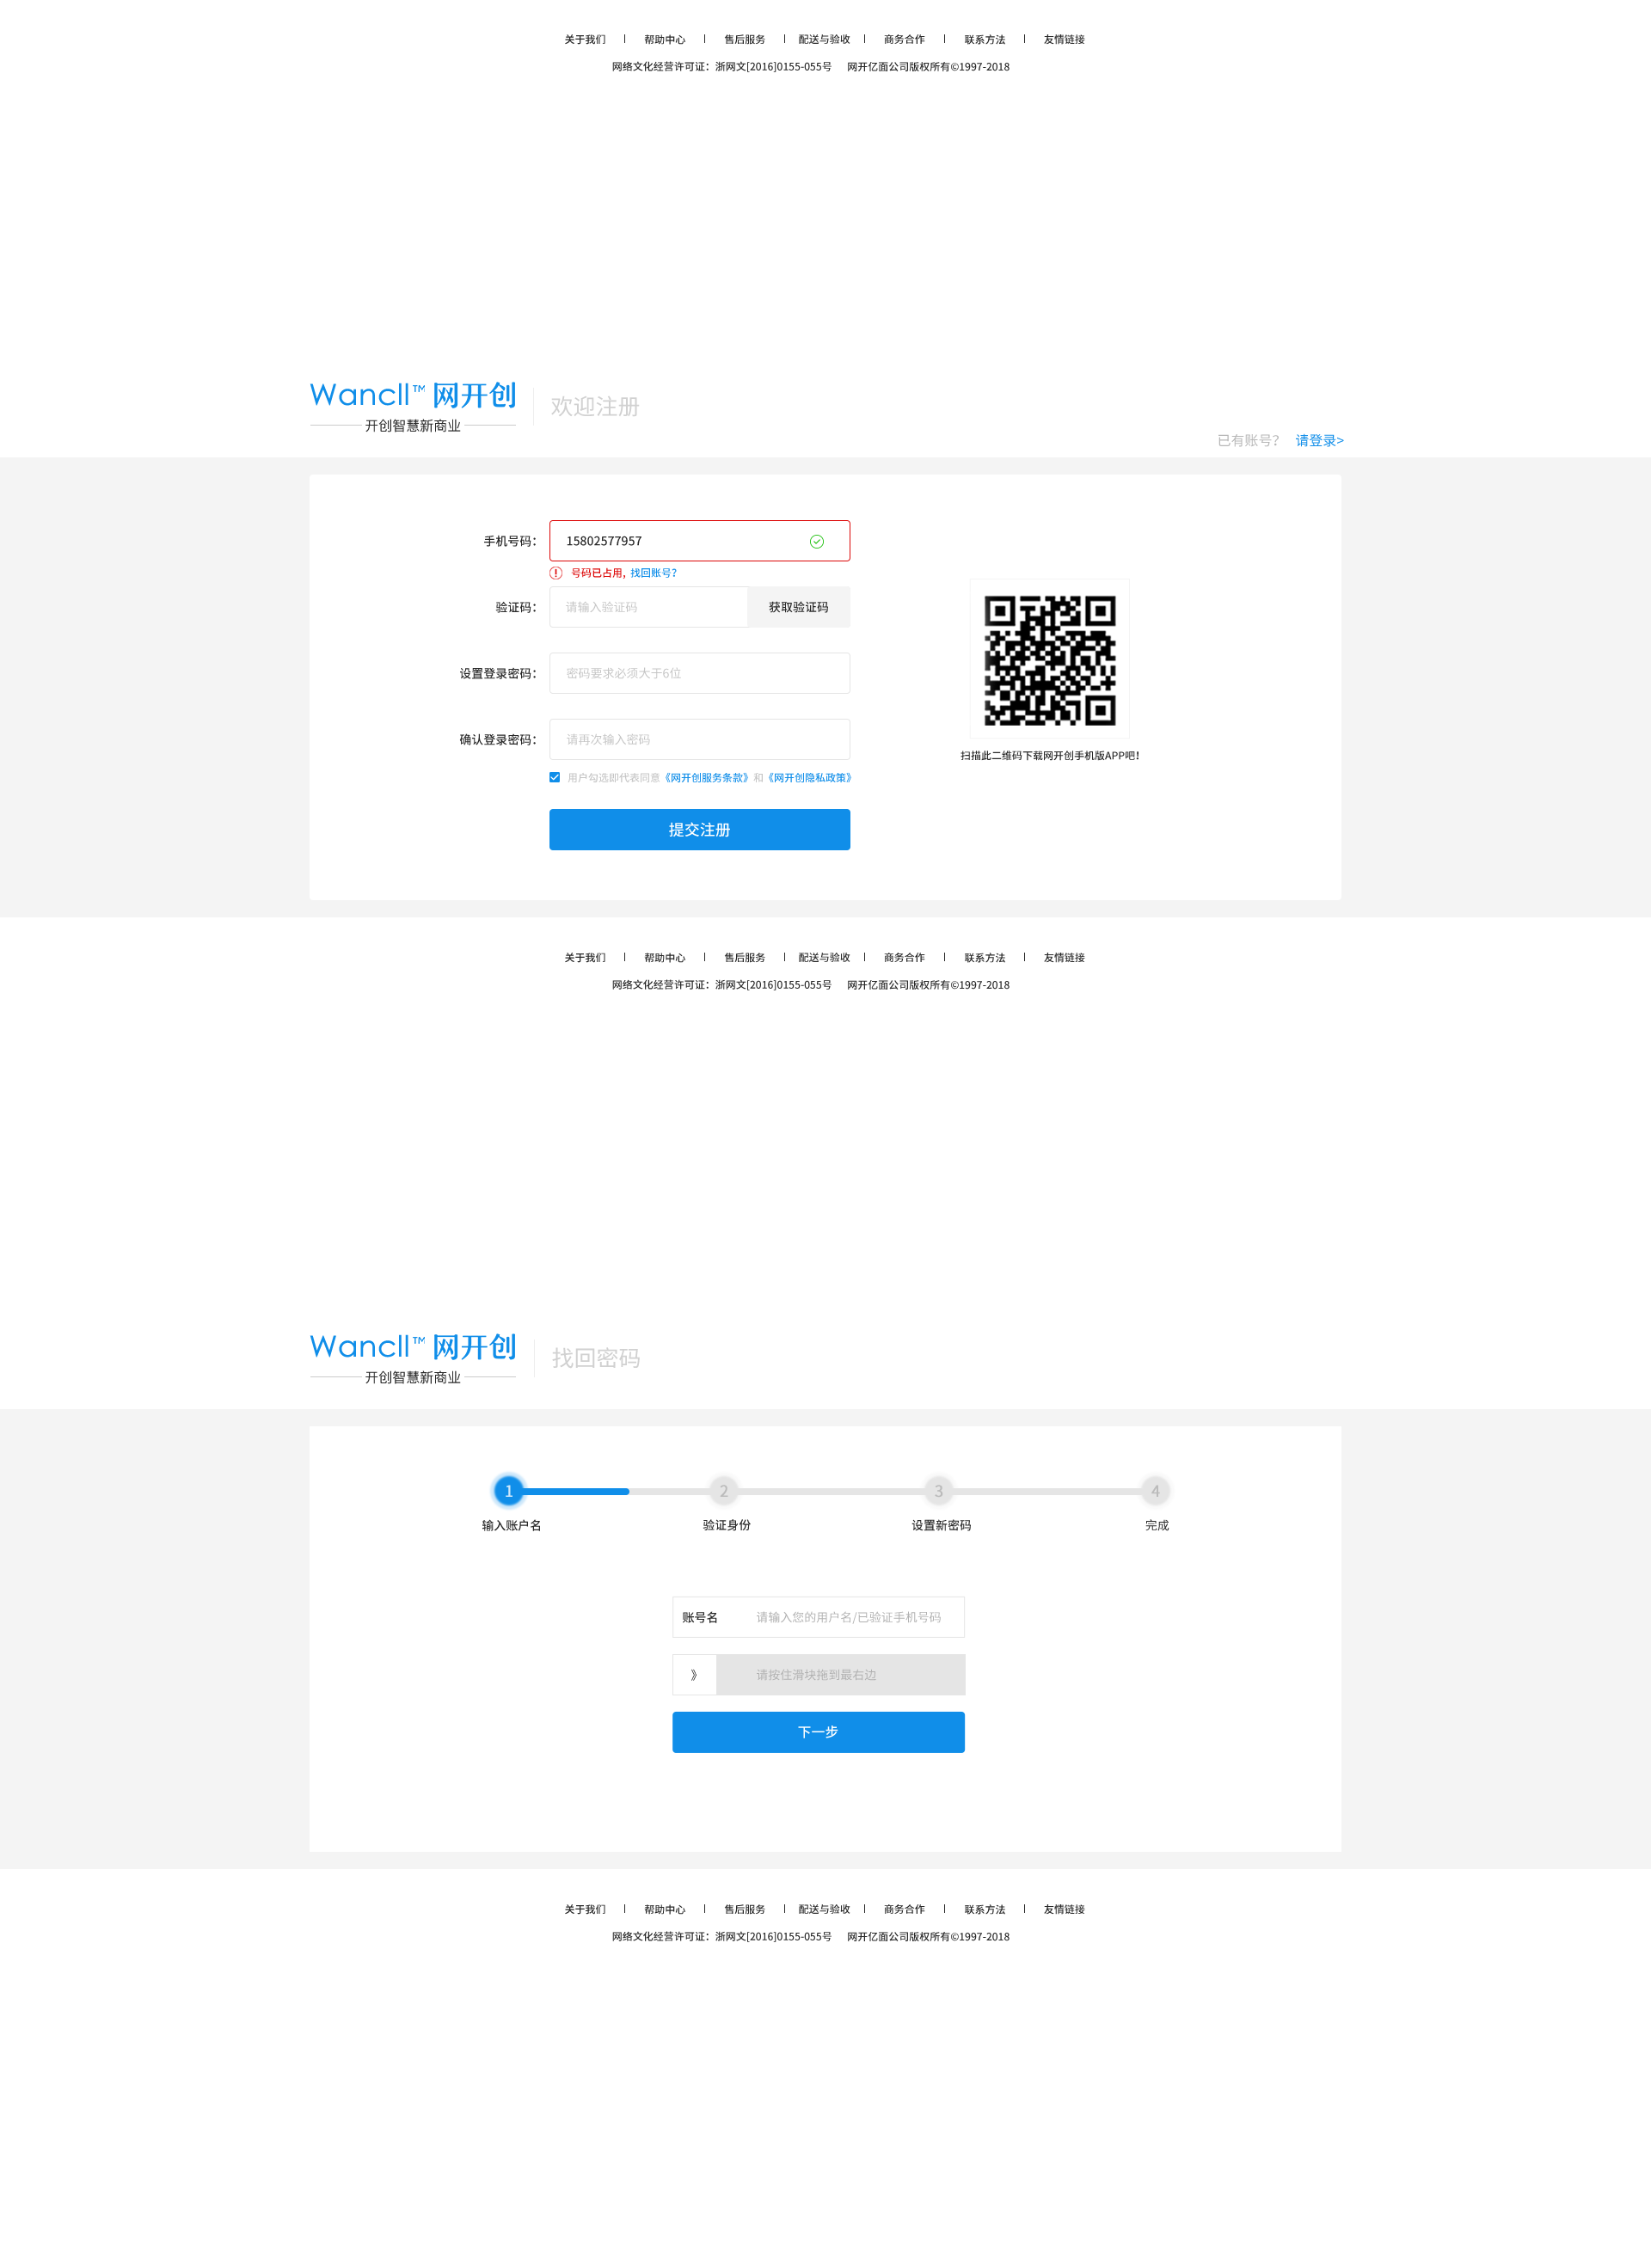 关于我们 | 帮助中心 | 售后服务 | 配送与验收 | 商务合作 | 联系方法 | 友情链接
网络文化经营许可证：浙网文[2016]0155-055号 网开亿面公司版权所有©1997-2018
Wancll™ 网开创
开创智慧新商业
欢迎注册
已有账号？ 请登录>
手机号码： 15802577957
号码已占用, 找回账号?
验证码： 请输入验证码 获取验证码
设置登录密码： 密码要求必须大于6位
确认登录密码： 请再次输入密码
用户勾选即代表同意《网开创服务条款》和《网开创隐私政策》
提交注册
扫描此二维码下载网开创手机版APP吧！
关于我们 | 帮助中心 | 售后服务 | 配送与验收 | 商务合作 | 联系方法 | 友情链接
网络文化经营许可证：浙网文[2016]0155-055号 网开亿面公司版权所有©1997-2018
Wancll™ 网开创
开创智慧新商业
找回密码
1 2 3 4
输入账户名 验证身份 设置新密码 完成
账号名 请输入您的用户名/已验证手机号码
》 请按住滑块拖到最右边
下一步
关于我们 | 帮助中心 | 售后服务 | 配送与验收 | 商务合作 | 联系方法 | 友情链接
网络文化经营许可证：浙网文[2016]0155-055号 网开亿面公司版权所有©1997-2018